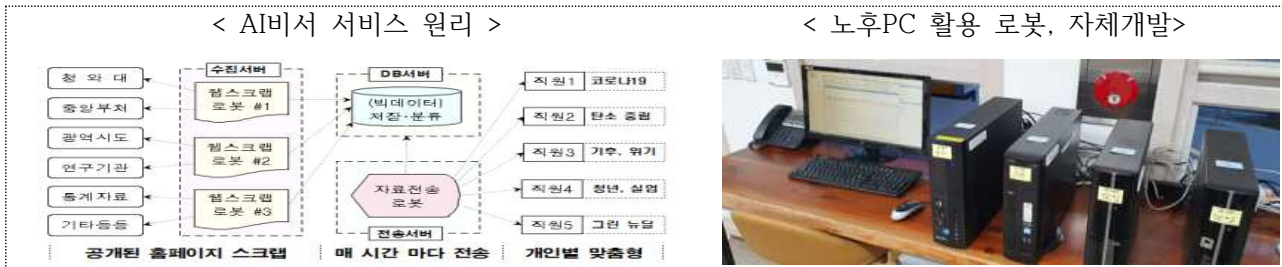 < AI비서 서비스 원리 >
< 노후PC 활용 로봇, 자체개발>
수집서버
DB서버
청 와 대
중앙부처
광역시도
연구기관
통계자료
기타등등
웹스크랩
로봇 #1
웹스크랩
로봇 #2
웹스크랩
로봇 #3
(빅데이터)
저장·분류
자료전송
로봇
전송서버
직원1 코로나19
직원2 탄소 중립
직원3 기후, 위기
직원4 청년, 실업
직원5 그린 뉴딜
공개된 홈페이지 스크랩
매 시간 마다 전송
개인별 맞춤형